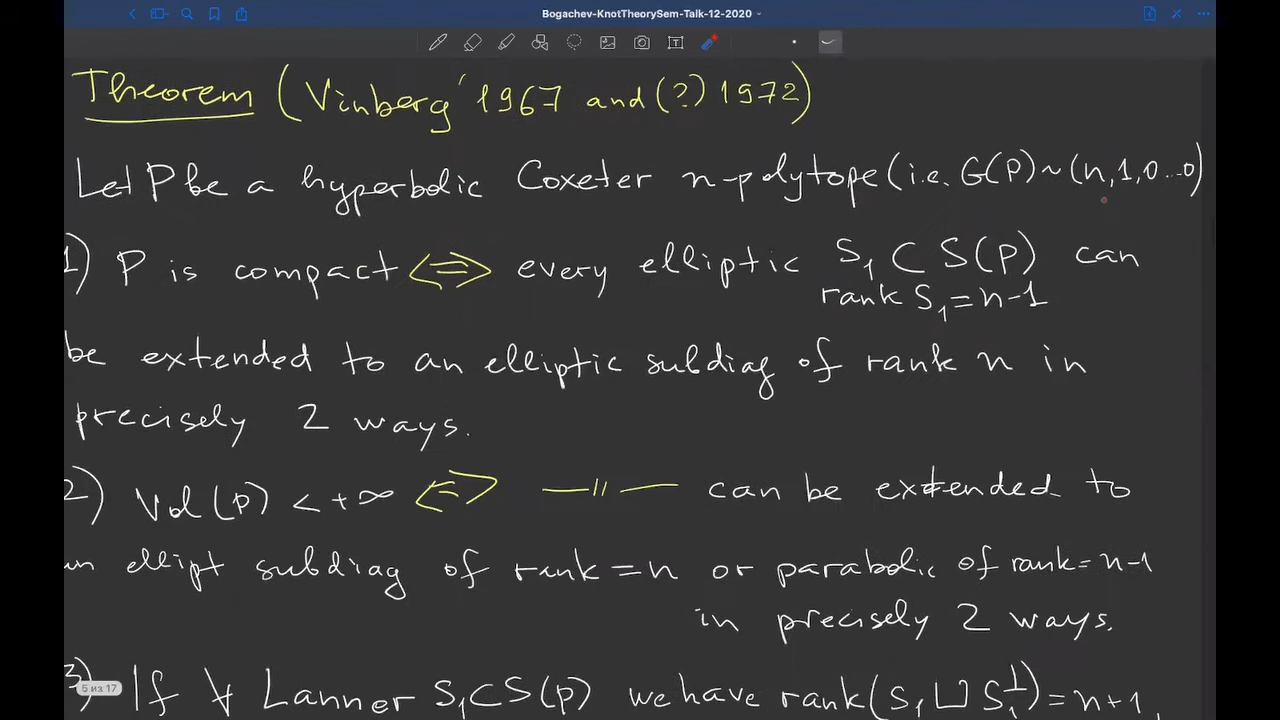 Bogachev-KnotTheorySem-Talk-12-2020
Theorem (Vinberg' 1967 and (?) 1972)
Let P be a hyperbolic Coxeter n-polytope (i.e. G(P) ~ (n,1,0...0)
1) P is compact <=> every elliptic S₁ ⊂ S(P) can
rank S₁ = n-1
be extended to an elliptic subdiag of rank n in
precisely 2 ways.
2) Vol(P) < +∞ <=> —〃— can be extended to
an ellipt subdiag of rank = n or parabolic of rank = n-1
in precisely 2 ways.
3) If ∀ Lanner S₁ ⊂ S(P) we have rank(S₁ ⊔ S₁^⊥) = n+1,
5 из 17